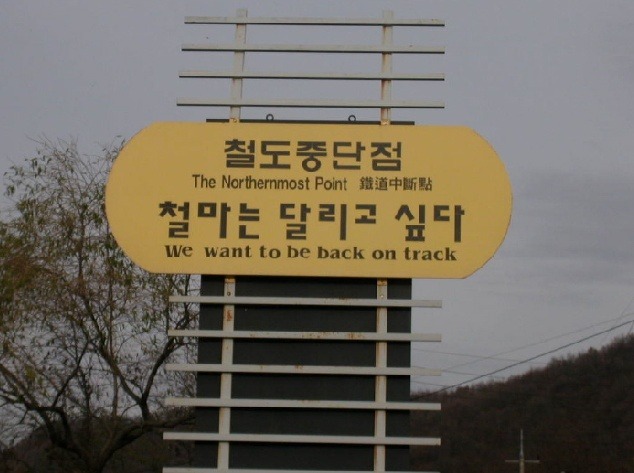 철도중단점
The Northernmost Point 鐵道中斷點
철마는 달리고 싶다
We want to be back on track